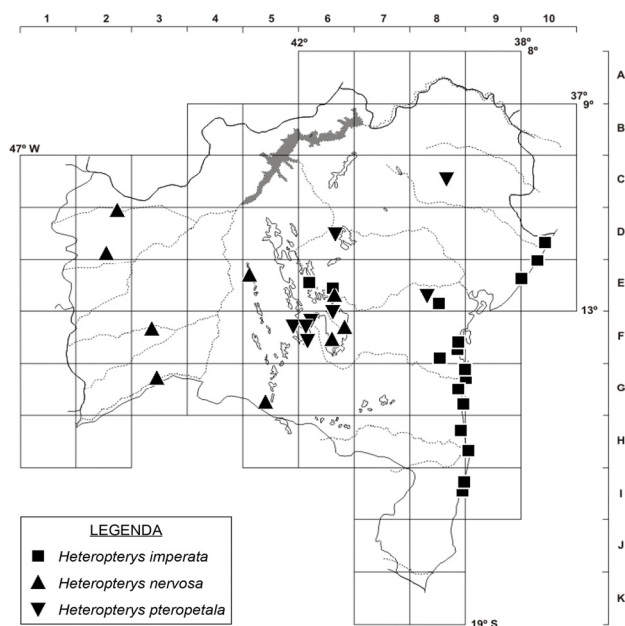 1 2 3 4 5 6 7 8 9 10
42º 38º
8º
A
37º
9º
B
47º W
C
D
E
13º
F
G
H
I
LEGENDA
Heteropterys imperata
J
Heteropterys nervosa
Heteropterys pteropetala
K
19º S